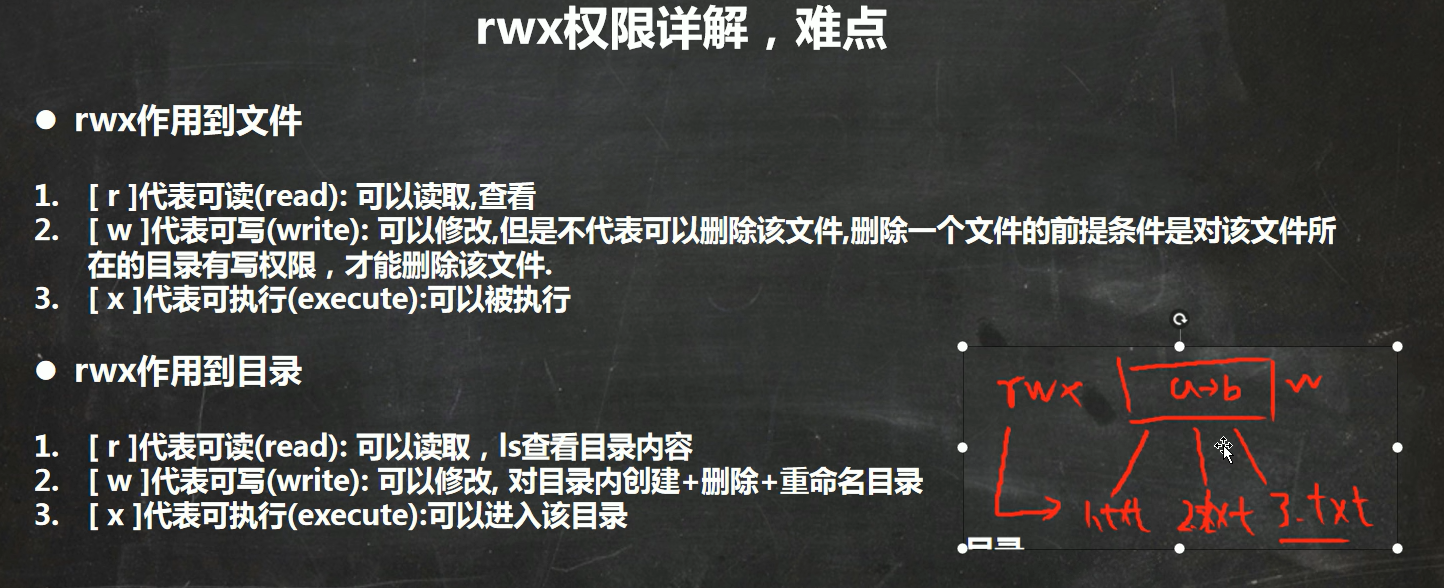 rwx权限详解，难点
● rwx作用到文件
1. [ r ]代表可读(read): 可以读取,查看
2. [ w ]代表可写(write): 可以修改,但是不代表可以删除该文件,删除一个文件的前提条件是对该文件所
在的目录有写权限，才能删除该文件.
3. [ x ]代表可执行(execute):可以被执行
● rwx作用到目录
1. [ r ]代表可读(read): 可以读取，ls查看目录内容
2. [ w ]代表可写(write): 可以修改, 对目录内创建+删除+重命名目录
3. [ x ]代表可执行(execute):可以进入该目录
rwx a→b w
1.txt 2.txt 3.txt
目录